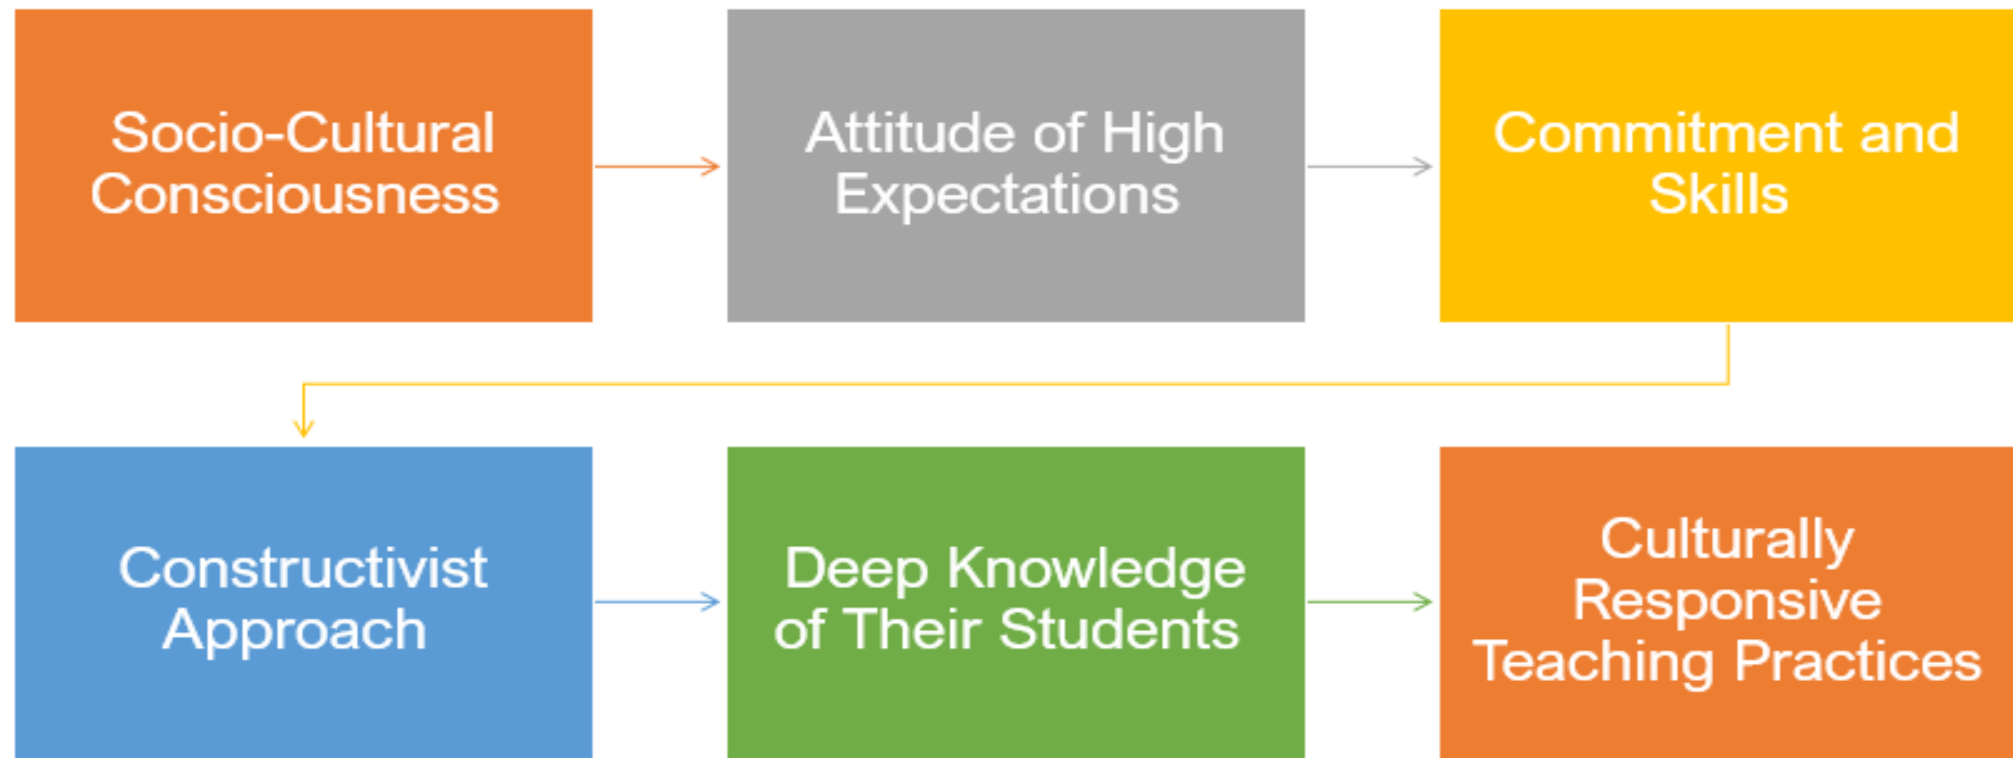 Socio-Cultural
Consciousness
Attitude of High
Expectations
Commitment and
Skills
Constructivist
Approach
Deep Knowledge
of Their Students
Culturally
Responsive
Teaching Practices